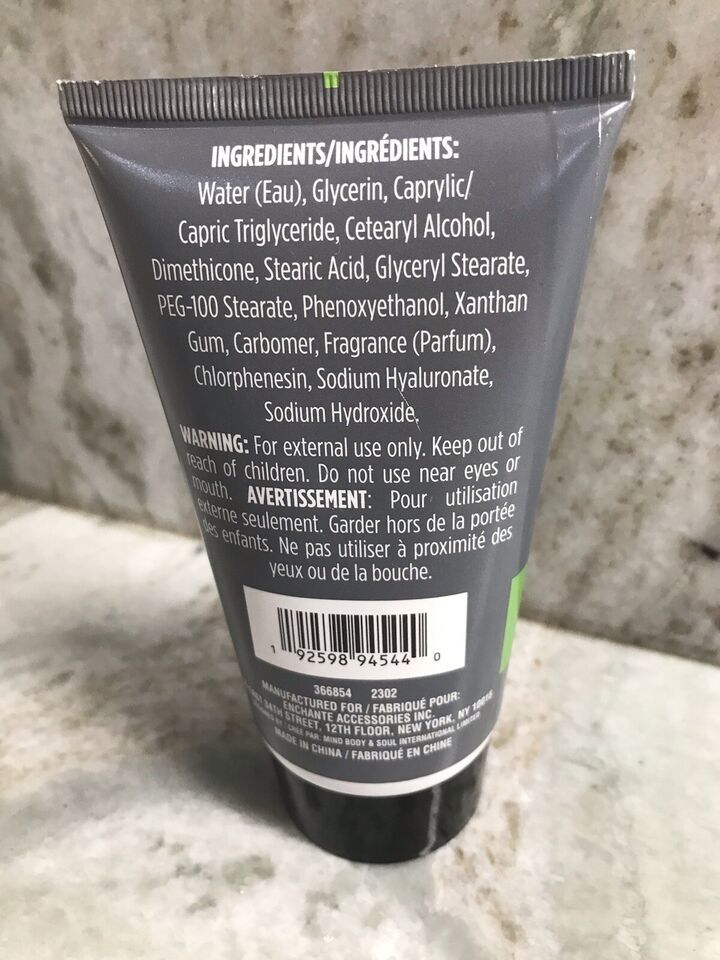 INGREDIENTS/INGRÉDIENTS:
Water (Eau), Glycerin, Caprylic/
Capric Triglyceride, Cetearyl Alcohol,
Dimethicone, Stearic Acid, Glyceryl Stearate,
PEG-100 Stearate, Phenoxyethanol, Xanthan
Gum, Carbomer, Fragrance (Parfum),
Chlorphenesin, Sodium Hyaluronate,
Sodium Hydroxide.
WARNING: For external use only. Keep out of
reach of children. Do not use near eyes or
mouth. AVERTISSEMENT: Pour utilisation
externe seulement. Garder hors de la portée
des enfants. Ne pas utiliser à proximité des
yeux ou de la bouche.
1 92598 94544 0
366854 2302
MANUFACTURED FOR / FABRIQUÉ POUR:
ENCHANTE ACCESSORIES INC.
34TH STREET, 12TH FLOOR, NEW YORK, NY 10016
BY / CRÉÉ PAR: MIND BODY & SOUL INTERNATIONAL LIMITED
MADE IN CHINA / FABRIQUÉ EN CHINE